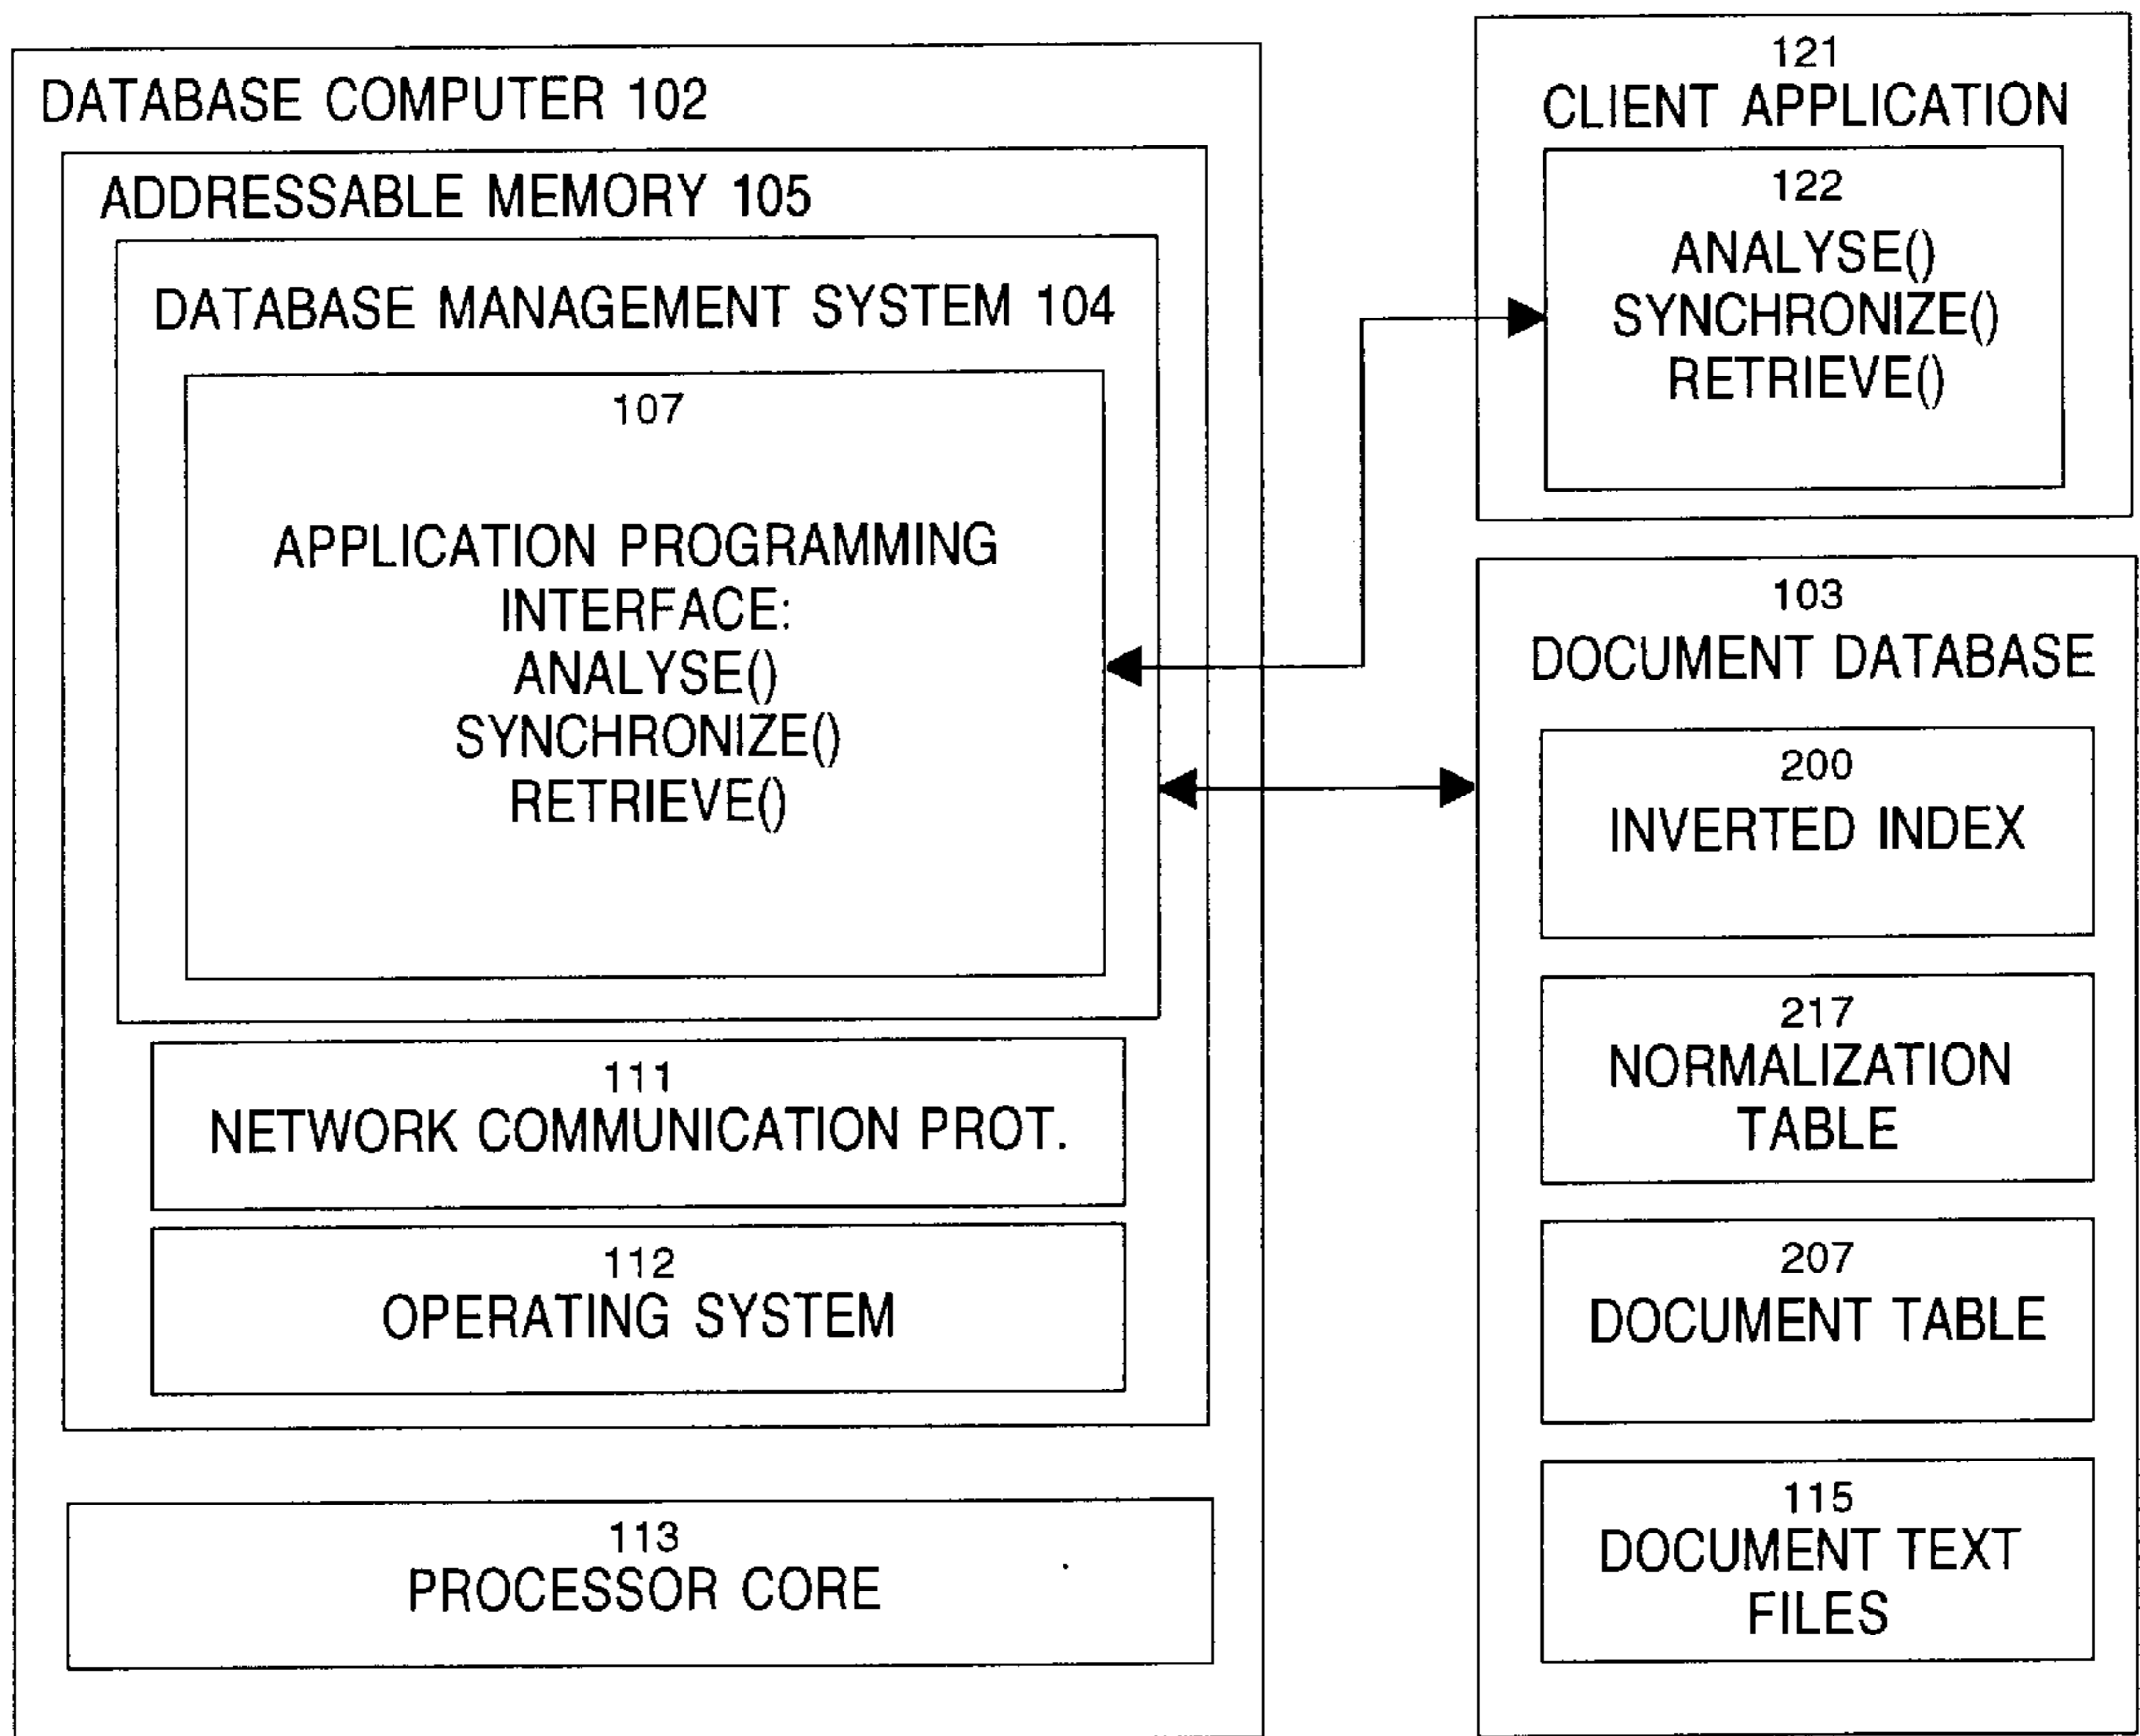 DATABASE COMPUTER 102
ADDRESSABLE MEMORY 105
DATABASE MANAGEMENT SYSTEM 104
107
APPLICATION PROGRAMMING
INTERFACE:
ANALYSE()
SYNCHRONIZE()
RETRIEVE()
111
NETWORK COMMUNICATION PROT.
112
OPERATING SYSTEM
113
PROCESSOR CORE
121
CLIENT APPLICATION
122
ANALYSE()
SYNCHRONIZE()
RETRIEVE()
103
DOCUMENT DATABASE
200
INVERTED INDEX
217
NORMALIZATION
TABLE
207
DOCUMENT TABLE
115
DOCUMENT TEXT
FILES